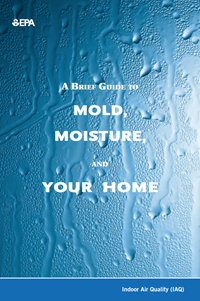 EPA
A BRIEF GUIDE TO
MOLD,
MOISTURE,
AND
YOUR HOME
Indoor Air Quality (IAQ)